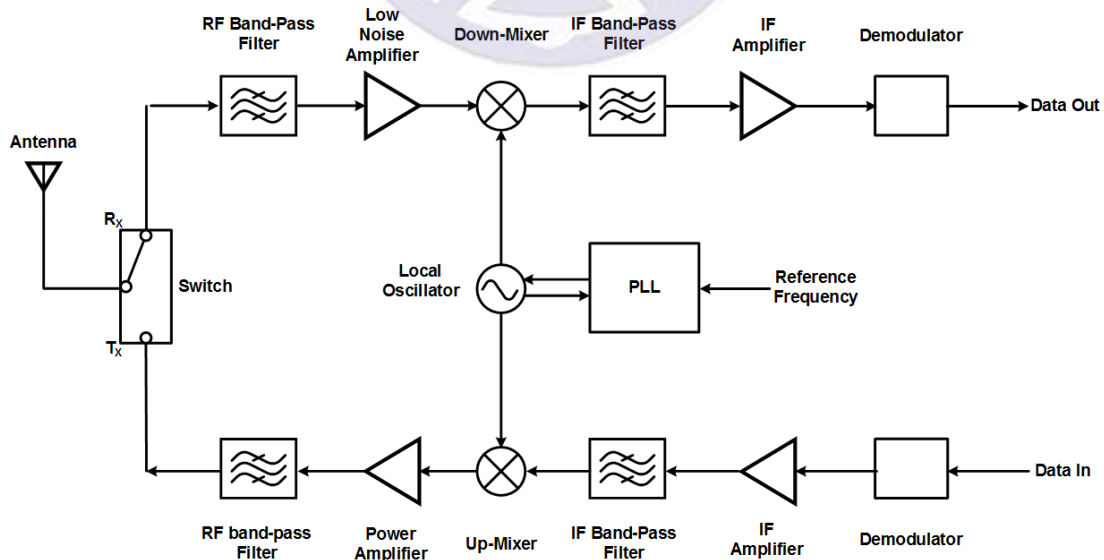 RF Band-Pass
Filter
Low
Noise
Amplifier
Down-Mixer
IF Band-Pass
Filter
IF
Amplifier
Demodulator
Data Out
Antenna
RX
Switch
TX
Local
Oscillator
PLL
Reference
Frequency
Data In
RF band-pass
Filter
Power
Amplifier
Up-Mixer
IF Band-Pass
Filter
IF
Amplifier
Demodulator